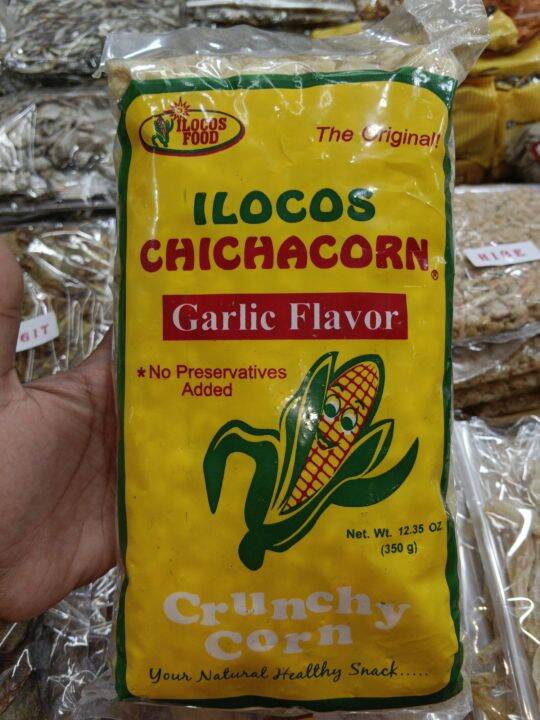 ILOCOS
FOOD
The Original!
ILOCOS
CHICHACORN®
Garlic Flavor
*No Preservatives
Added
Net. Wt. 12.35 OZ
(350 g)
Crunchy
Corn
Your Natural Healthy Snack.....
GIT